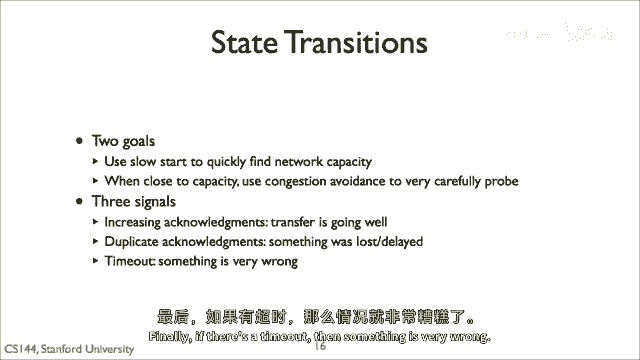 State Transitions
• Two goals
▸ Use slow start to quickly find network capacity
▸ When close to capacity, use congestion avoidance to very carefully probe
• Three signals
▸ Increasing acknowledgments: transfer is going well
▸ Duplicate acknowledgments: something was lost/delayed
▸ Timeout: something is very wrong
最后，如果有超时，那么情况就非常糟糕了。
Finally, if there's a timeout, then something is very wrong.
CS144, Stanford University
16